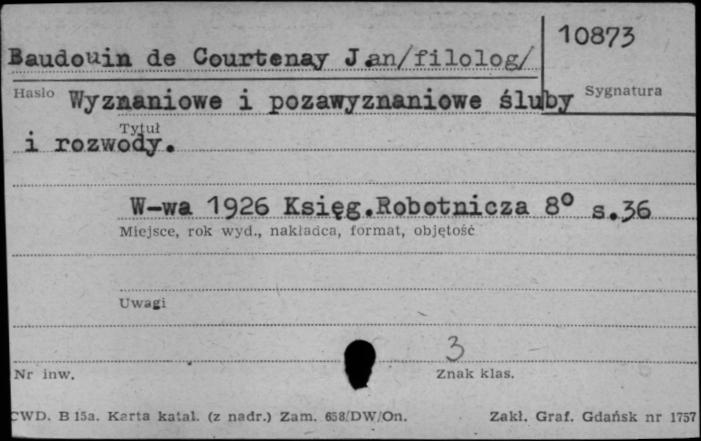 10873
Baudouin de Courtenay Jan/filolog/
Hasło
Sygnatura
Wyznaniowe i pozawyznaniowe śluby
Tytuł
i rozwody.
W-wa 1926 Księg.Robotnicza 8° s.36
Miejsce, rok wyd., nakładca, format, objętość
Uwagi
3
Nr inw.
Znak klas.
CWD. B 15a. Karta katal. (z nadr.) Zam. 658/DW/On.
Zakł. Graf. Gdańsk nr 1757